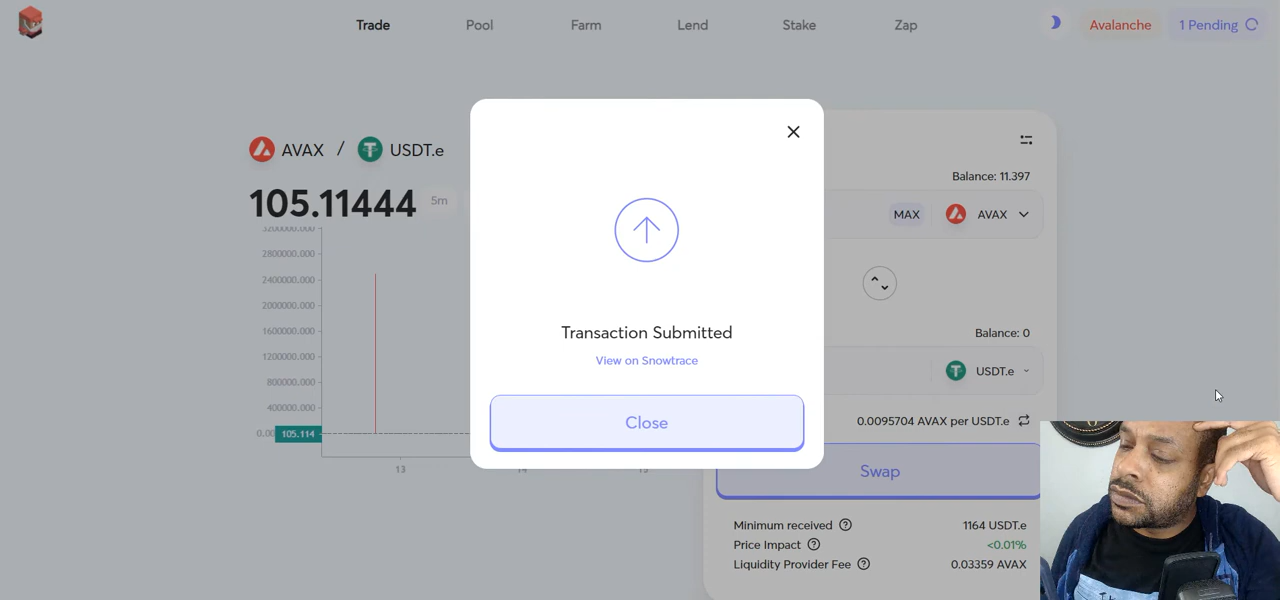 Trade
Pool
Farm
Lend
Stake
Zap
Avalanche
1 Pending
AVAX / USDT.e
105.11444
5m
3200000.000
2800000.000
2400000.000
2000000.000
1600000.000
1200000.000
800000.000
400000.000
0.00
105.114
13
14
Transaction Submitted
View on Snowtrace
Close
Balance: 11.397
MAX
AVAX
Balance: 0
USDT.e
0.0095704 AVAX per USDT.e
Swap
Minimum received ? 1164 USDT.e
Price Impact ? <0.01%
Liquidity Provider Fee ? 0.03359 AVAX